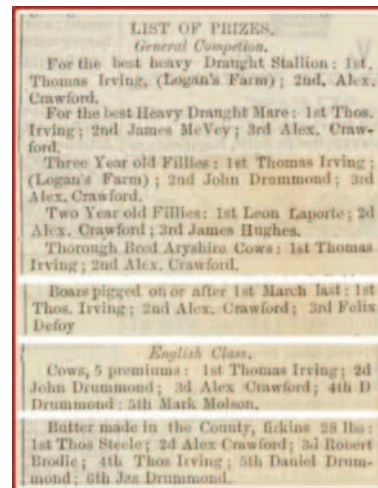 LIST OF PRIZES.
General Competion.
For the best heavy Draught Stallion: 1st.
Thomas Irving, (Logan's Farm); 2nd, Alex.
Crawford.
For the best Heavy Draught Mare: 1st Thos.
Irving; 2nd James McVey; 3rd Alex. Craw-
ford.
Three Year old Fillies: 1st Thomas Irving;
(Logan's Farm); 2nd John Drummond; 3rd
Alex. Crawford.
Two Year old Fillies: 1st Leon Laporte; 2d
Alex. Crawford; 3rd James Hughes.
Thorough Bred Aryshire Cows: 1st Thomas
Irving; 2nd Alex. Crawford.
Boars pigged on or after 1st March last: 1st
Thos. Irving; 2nd Alex. Crawford; 3rd Felix
Defoy
English Class.
Cows, 5 premiums: 1st Thomas Irving; 2d
John Drummond; 3d Alex Crawford; 4th D
Drummond; 5th Mark Molson.
Butter made in the County, fickins 28 lbs:
1st Thos Steele; 2d Alex Crawford; 3d Robert
Brodie; 4th Thos Irving; 5th Daniel Drum-
mond; 6th Jas Drummond.